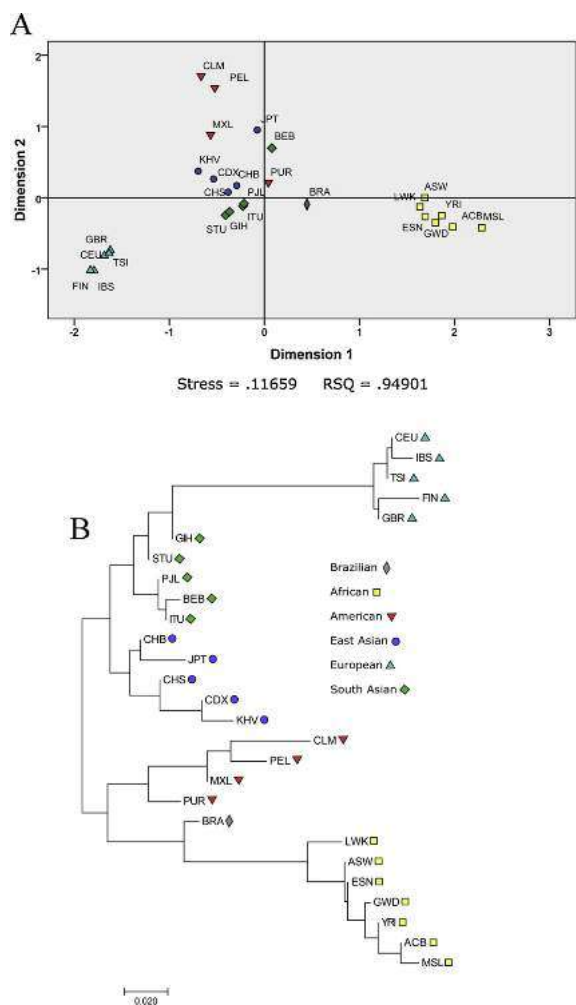 A
2
1
0
-1
Dimension 2
CLM
PEL
MXL
JPT
BEB
KHV
CDX
CHB
PUR
CHS
PJL
BRA
ASW
LWK
YRI
STU
GIH
ITU
ESN
GWD
ACB
MSL
GBR
CEU
TSI
FIN
IBS
-2
-1
0
1
2
3
Dimension 1
Stress = .11659 RSQ = .94901
B
CEU
IBS
TSI
FIN
GBR
GIH
STU
PJL
BEB
ITU
CHB
JPT
CHS
CDX
KHV
CLM
PEL
MXL
PUR
BRA
LWK
ASW
ESN
GWD
YRI
ACB
MSL
Brazilian
African
American
East Asian
European
South Asian
0.029